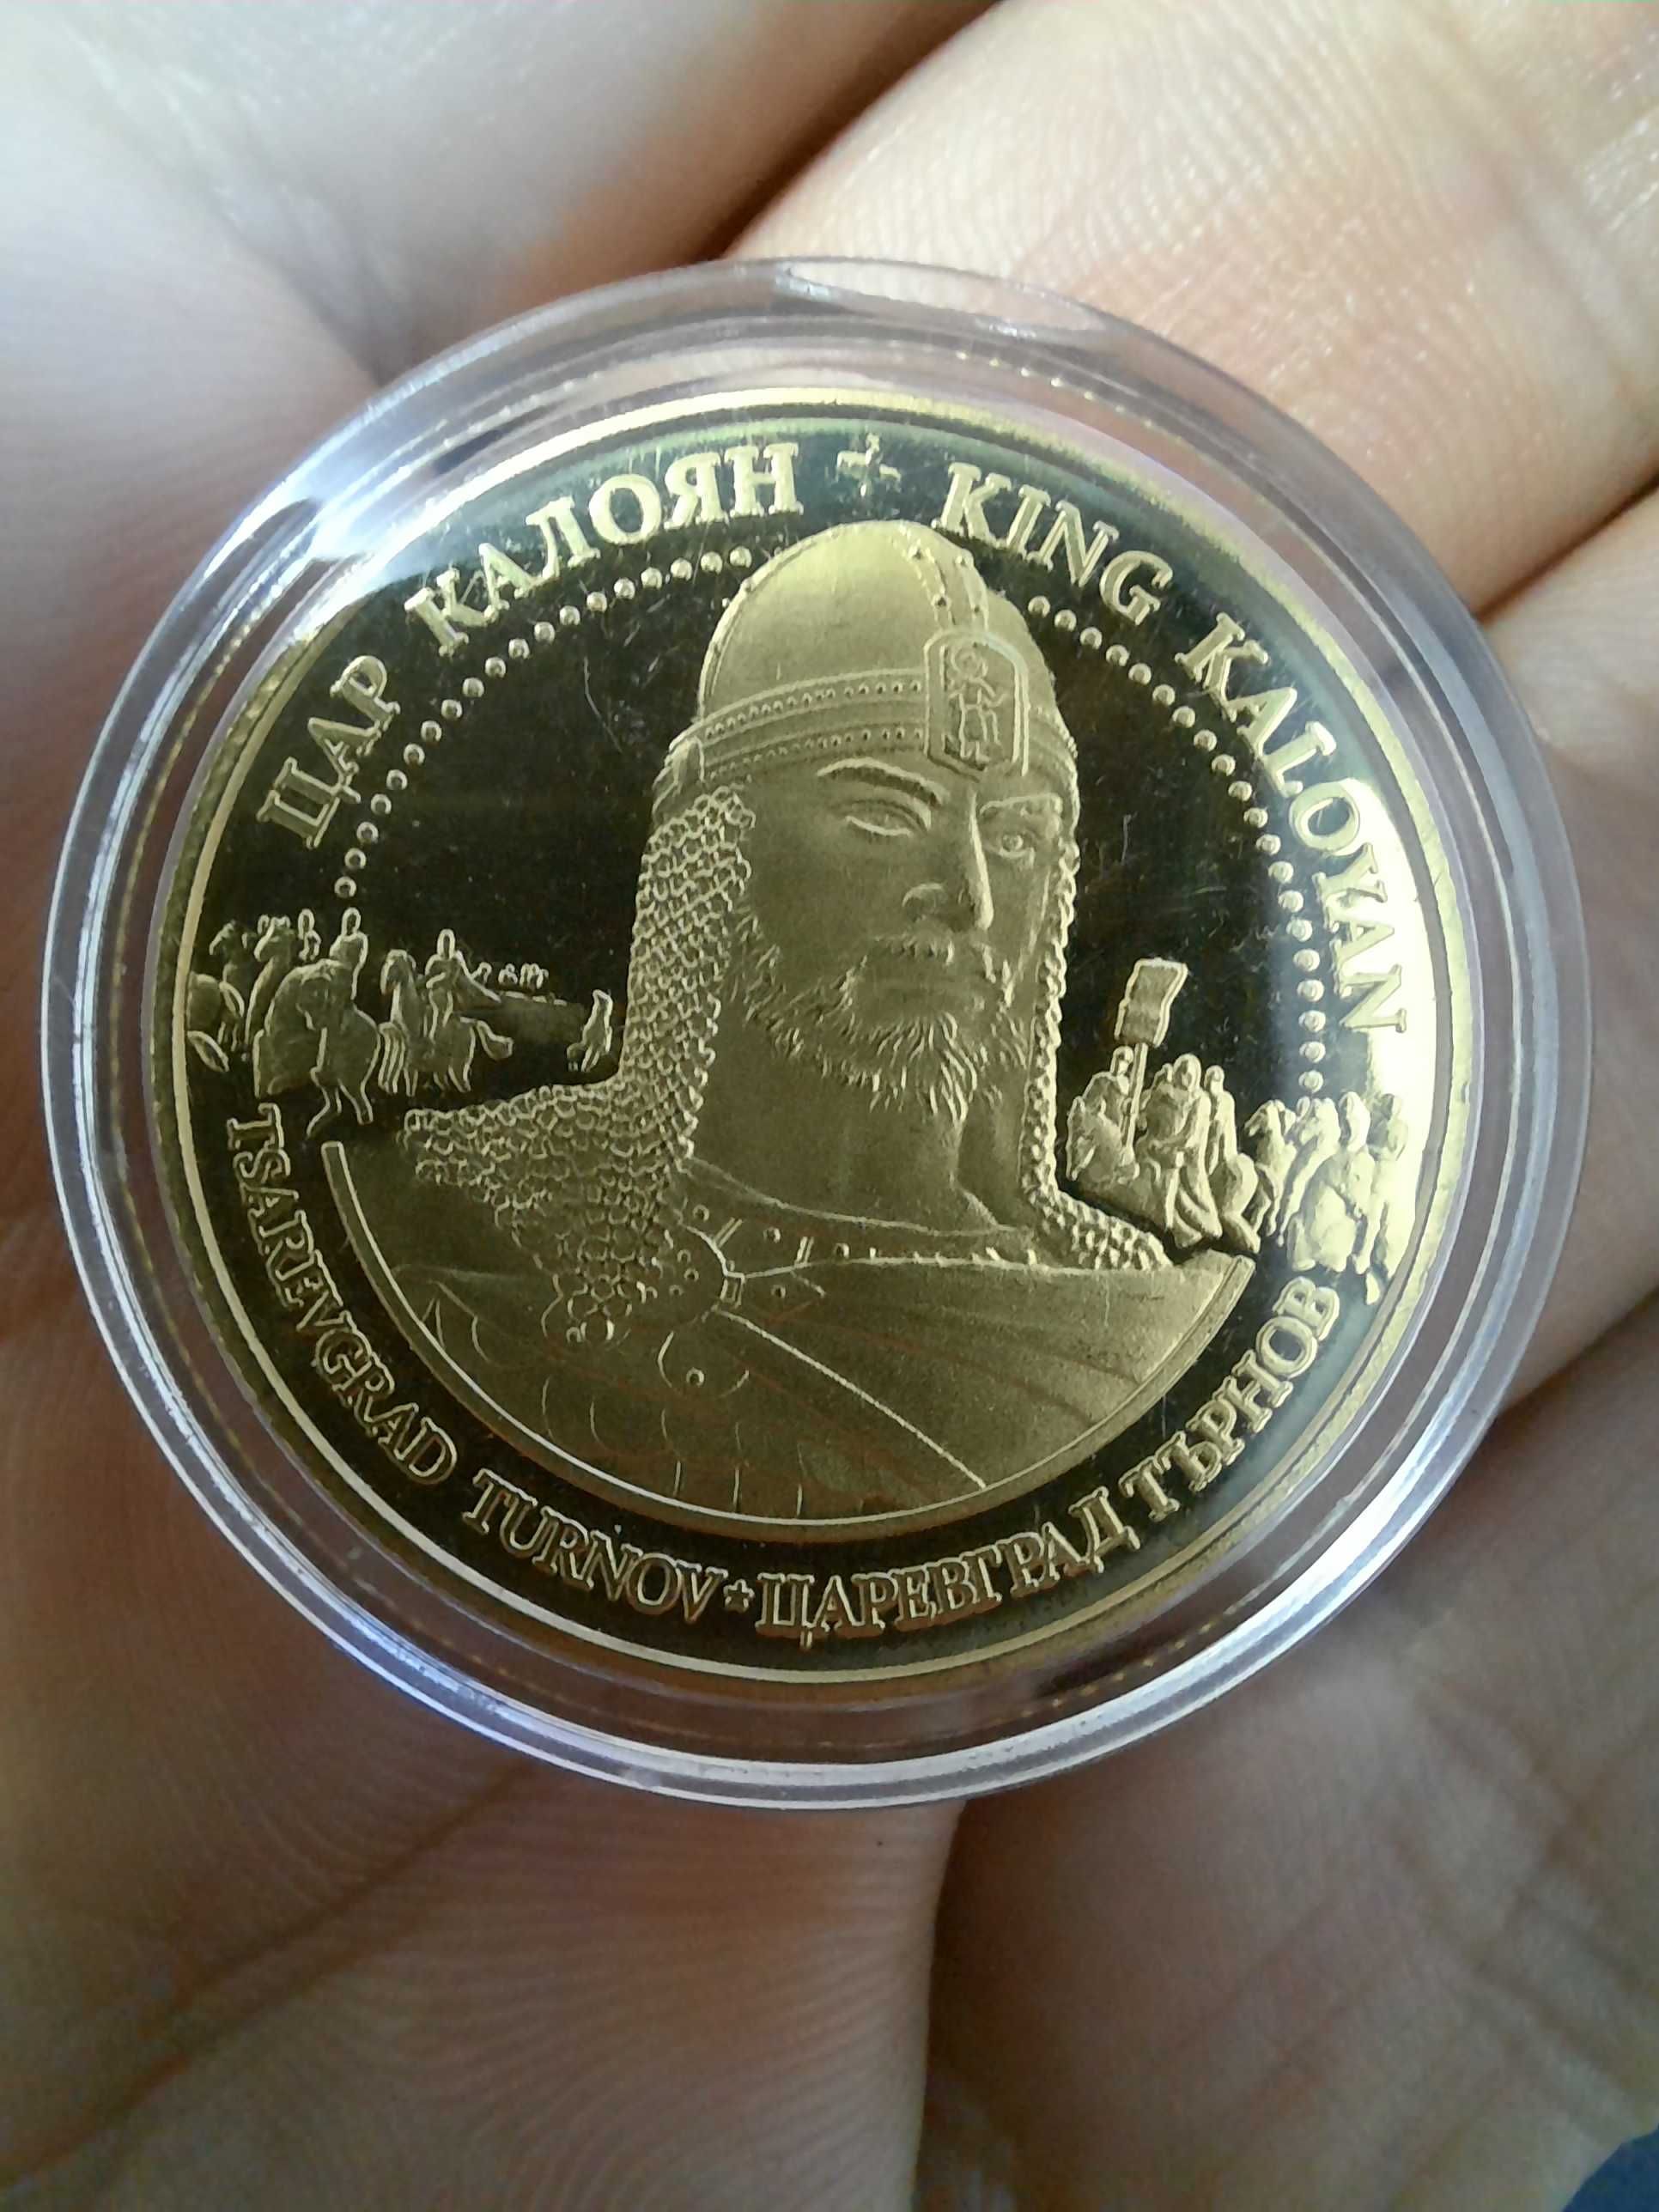 ЦАР КАЛОЯН
KING KALOYAN
TSAREVGRAD TURNOV * ЦАРЕВГРАД ТЪРНОВ